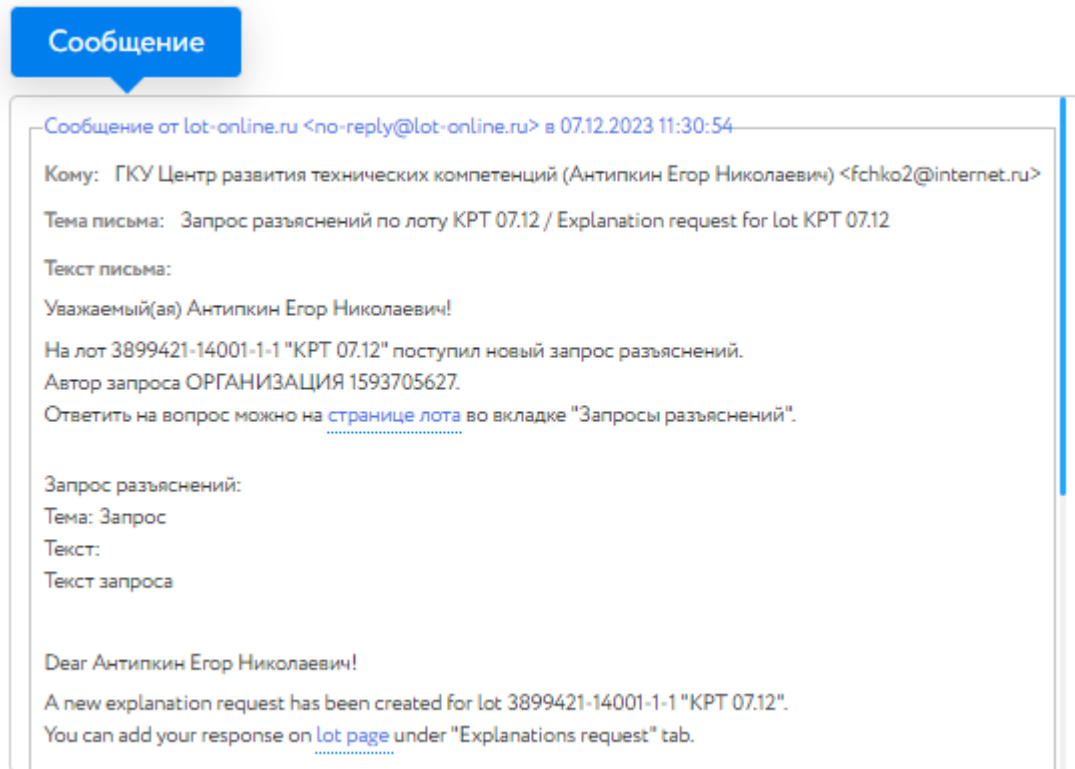 Сообщение
Сообщение от lot-online.ru <no-reply@lot-online.ru> в 07.12.2023 11:30:54
Кому: ГКУ Центр развития технических компетенций (Антипкин Егор Николаевич) <fchko2@internet.ru>
Тема письма: Запрос разъяснений по лоту КРТ 07.12 / Explanation request for lot КРТ 07.12
Текст письма:
Уважаемый(ая) Антипкин Егор Николаевич!
На лот 3899421-14001-1-1 "КРТ 07.12" поступил новый запрос разъяснений.
Автор запроса ОРГАНИЗАЦИЯ 1593705627.
Ответить на вопрос можно на странице лота во вкладке "Запросы разъяснений".
Запрос разъяснений:
Тема: Запрос
Текст:
Текст запроса
Dear Антипкин Егор Николаевич!
A new explanation request has been created for lot 3899421-14001-1-1 "КРТ 07.12".
You can add your response on lot page under "Explanations request" tab.